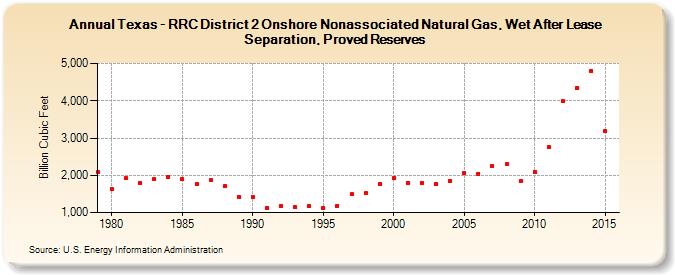 Annual Texas - RRC District 2 Onshore Nonassociated Natural Gas, Wet After Lease
Separation, Proved Reserves
Billion Cubic Feet
5,000
4,000
3,000
2,000
1,000
1980 1985 1990 1995 2000 2005 2010 2015
Source: U.S. Energy Information Administration